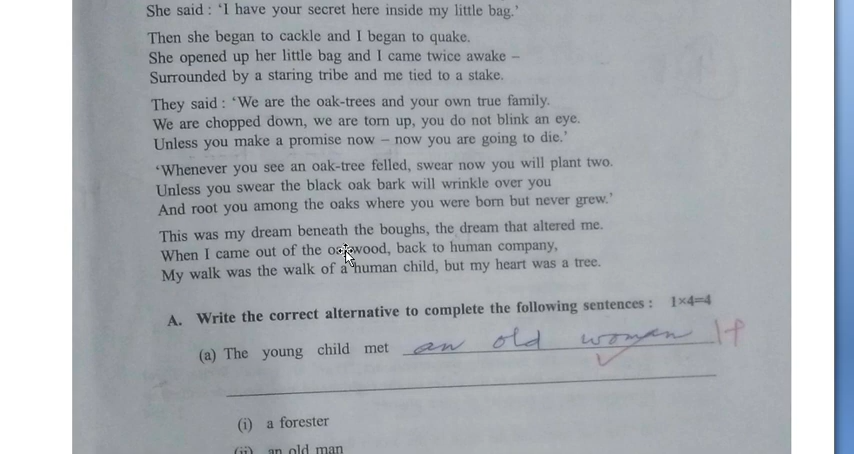 She said : 'I have your secret here inside my little bag.'
Then she began to cackle and I began to quake.
She opened up her little bag and I came twice awake –
Surrounded by a staring tribe and me tied to a stake.
They said : 'We are the oak-trees and your own true family.
We are chopped down, we are torn up, you do not blink an eye.
Unless you make a promise now – now you are going to die.'
'Whenever you see an oak-tree felled, swear now you will plant two.
Unless you swear the black oak bark will wrinkle over you
And root you among the oaks where you were born but never grew.'
This was my dream beneath the boughs, the dream that altered me.
When I came out of the oakwood, back to human company,
My walk was the walk of a human child, but my heart was a tree.
A. Write the correct alternative to complete the following sentences : 1×4=4
(a) The young child met an old woman
(i) a forester
(ii) an old man